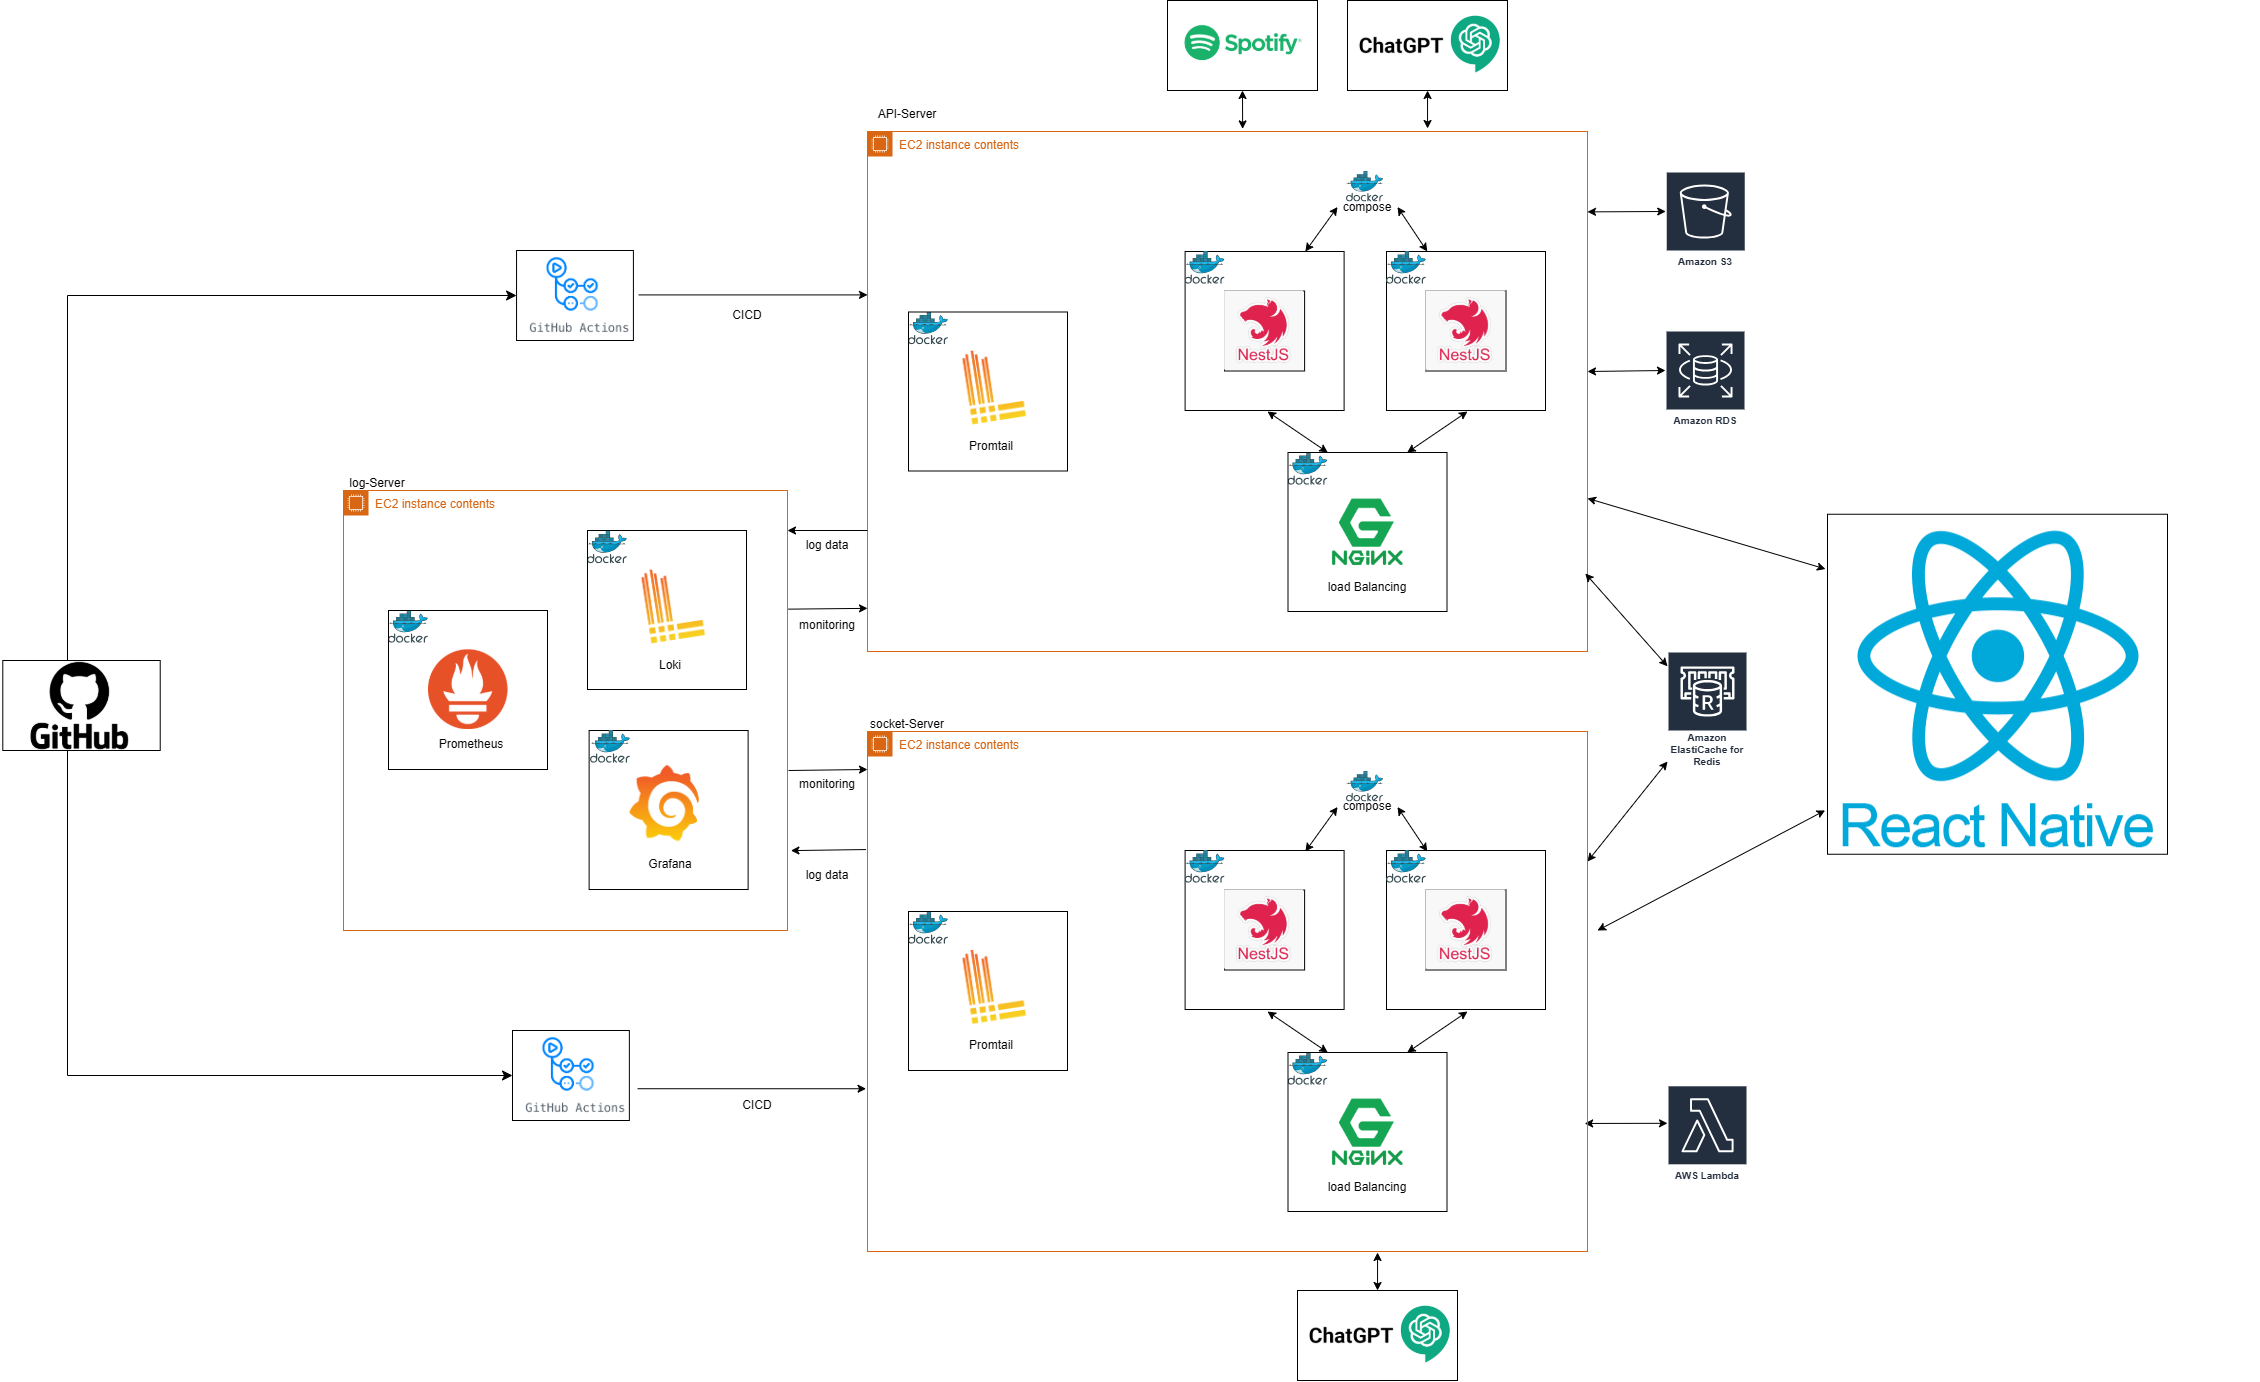 Spotify
ChatGPT
API-Server
EC2 instance contents
docker
compose
Amazon S3
docker
docker
NestJS
NestJS
GitHub Actions
CICD
docker
Promtail
Amazon RDS
docker
NGINX
load Balancing
log-Server
EC2 instance contents
docker
Loki
log data
monitoring
docker
Prometheus
docker
Grafana
monitoring
log data
GitHub
Amazon
ElastiCache for
Redis
R
React Native
socket-Server
EC2 instance contents
docker
compose
docker
docker
NestJS
NestJS
docker
Promtail
GitHub Actions
CICD
docker
NGINX
load Balancing
AWS Lambda
ChatGPT